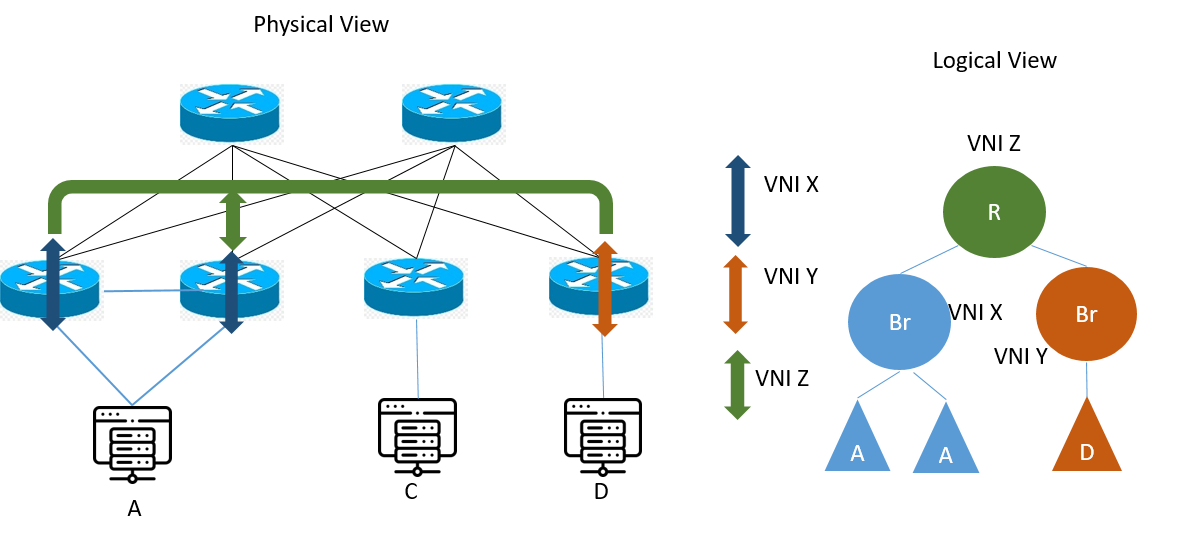 Physical View
Logical View
VNI Z
VNI X
R
VNI Y
Br
VNI X
Br
VNI Y
VNI Z
A
A
D
A
C
D